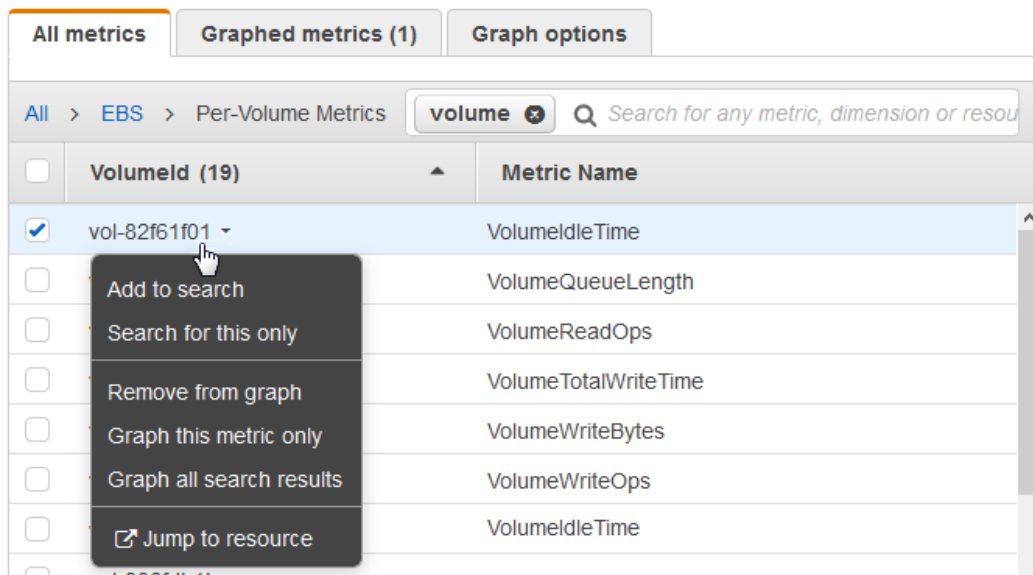 All metrics Graphed metrics (1) Graph options
All > EBS > Per-Volume Metrics volume Search for any metric, dimension or resou
VolumeId (19) Metric Name
vol-82f61f01 VolumeIdleTime
VolumeQueueLength
VolumeReadOps
VolumeTotalWriteTime
VolumeWriteBytes
VolumeWriteOps
VolumeIdleTime
Add to search
Search for this only
Remove from graph
Graph this metric only
Graph all search results
Jump to resource